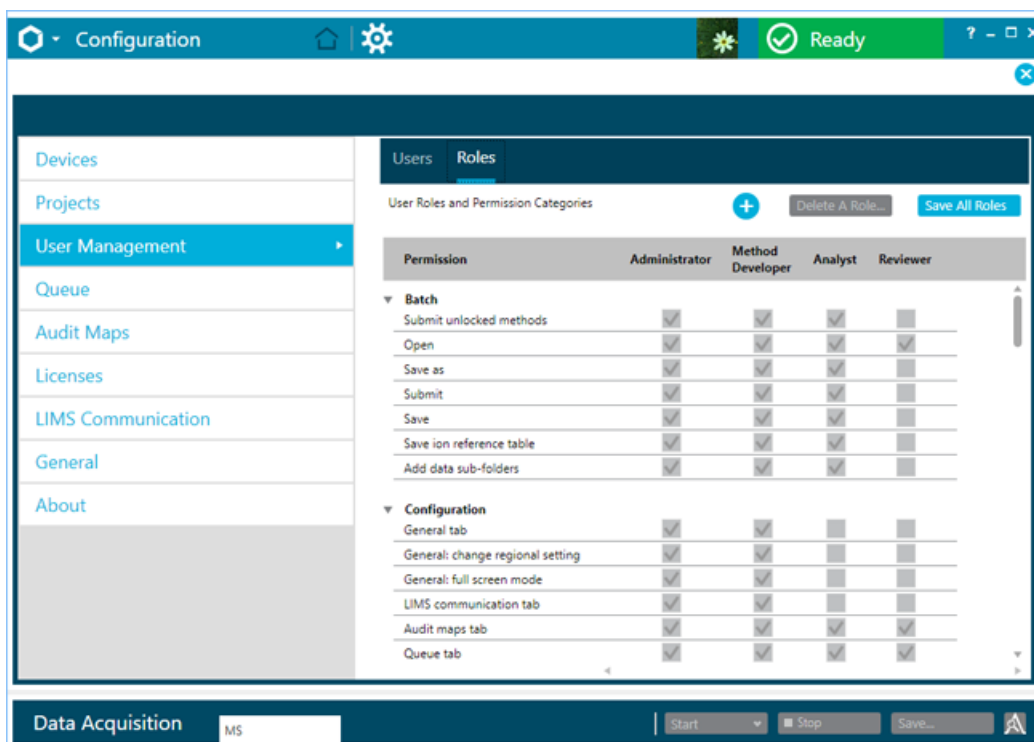 Configuration
Ready
?
Devices
Projects
User Management
Queue
Audit Maps
Licenses
LIMS Communication
General
About
Users Roles
User Roles and Permission Categories
Delete A Role...
Save All Roles
Permission Administrator Method Developer Analyst Reviewer
Batch
Submit unlocked methods
Open
Save as
Submit
Save
Save ion reference table
Add data sub-folders
Configuration
General tab
General: change regional setting
General: full screen mode
LIMS communication tab
Audit maps tab
Queue tab
Data Acquisition
MS
Start
Stop
Save...